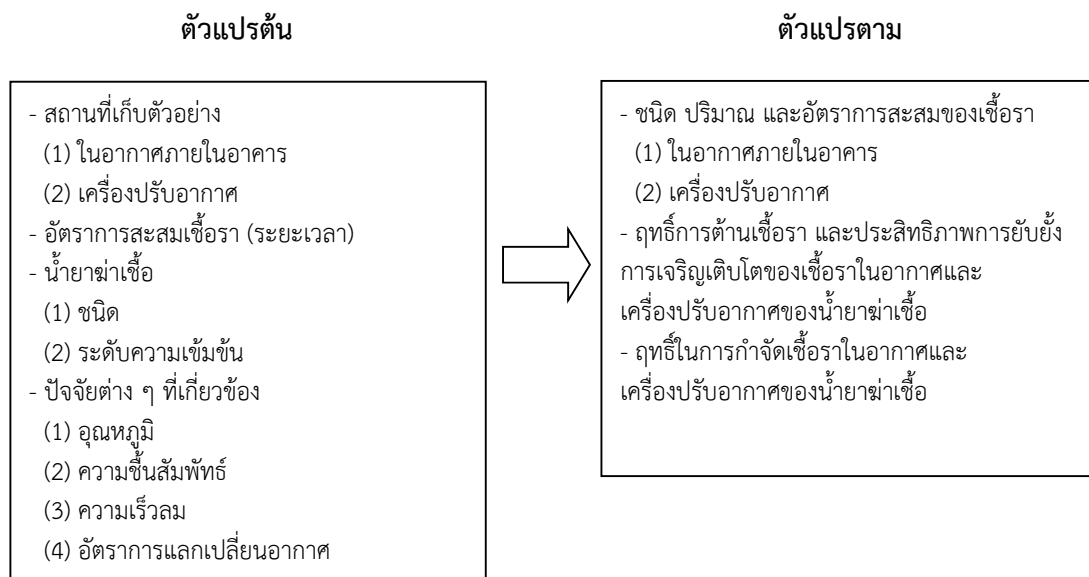 ตัวแปรต้น
ตัวแปรตาม
- สถานที่เก็บตัวอย่าง
(1) ในอากาศภายในอาคาร
(2) เครื่องปรับอากาศ
- อัตราการสะสมเชื้อรา (ระยะเวลา)
- น้ำยาฆ่าเชื้อ
(1) ชนิด
(2) ระดับความเข้มข้น
- ปัจจัยต่าง ๆ ที่เกี่ยวข้อง
(1) อุณหภูมิ
(2) ความชื้นสัมพัทธ์
(3) ความเร็วลม
(4) อัตราการแลกเปลี่ยนอากาศ
- ชนิด ปริมาณ และอัตราการสะสมของเชื้อรา
(1) ในอากาศภายในอาคาร
(2) เครื่องปรับอากาศ
- ฤทธิ์การต้านเชื้อรา และประสิทธิภาพการยับยั้ง
การเจริญเติบโตของเชื้อราในอากาศและ
เครื่องปรับอากาศของน้ำยาฆ่าเชื้อ
- ฤทธิ์ในการกำจัดเชื้อราในอากาศและ
เครื่องปรับอากาศของน้ำยาฆ่าเชื้อ